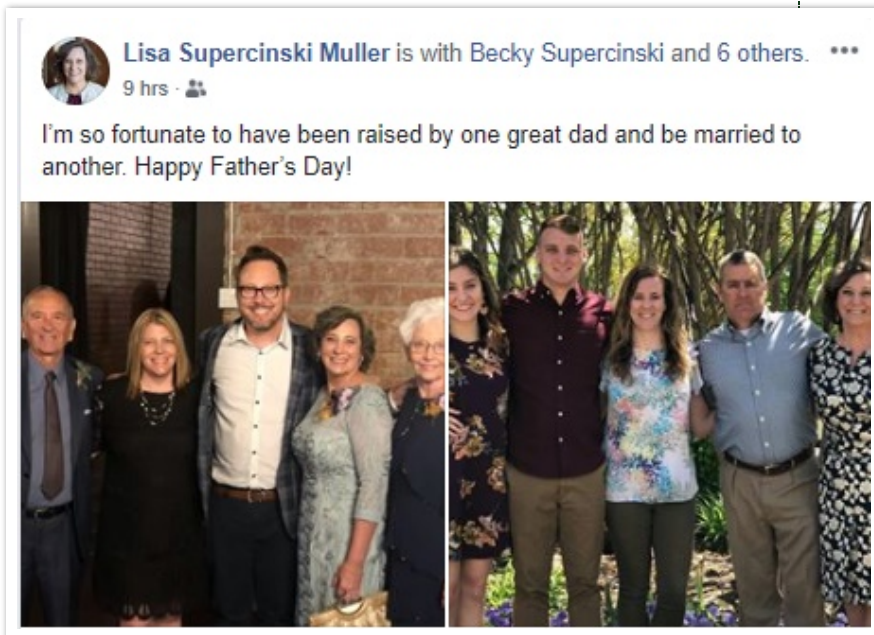 Lisa Supercinski Muller is with Becky Supercinski and 6 others.
9 hrs ·
I'm so fortunate to have been raised by one great dad and be married to
another. Happy Father's Day!